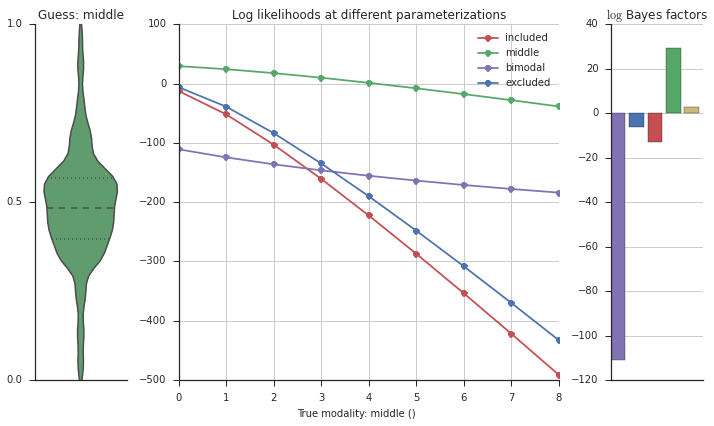 Guess: middle
1.0
0.5
0.0
Log likelihoods at different parameterizations
100
0
−100
−200
−300
−400
−500
included
middle
bimodal
excluded
0 1 2 3 4 5 6 7 8
True modality: middle ()
log Bayes factors
40
20
0
−20
−40
−60
−80
−100
−120